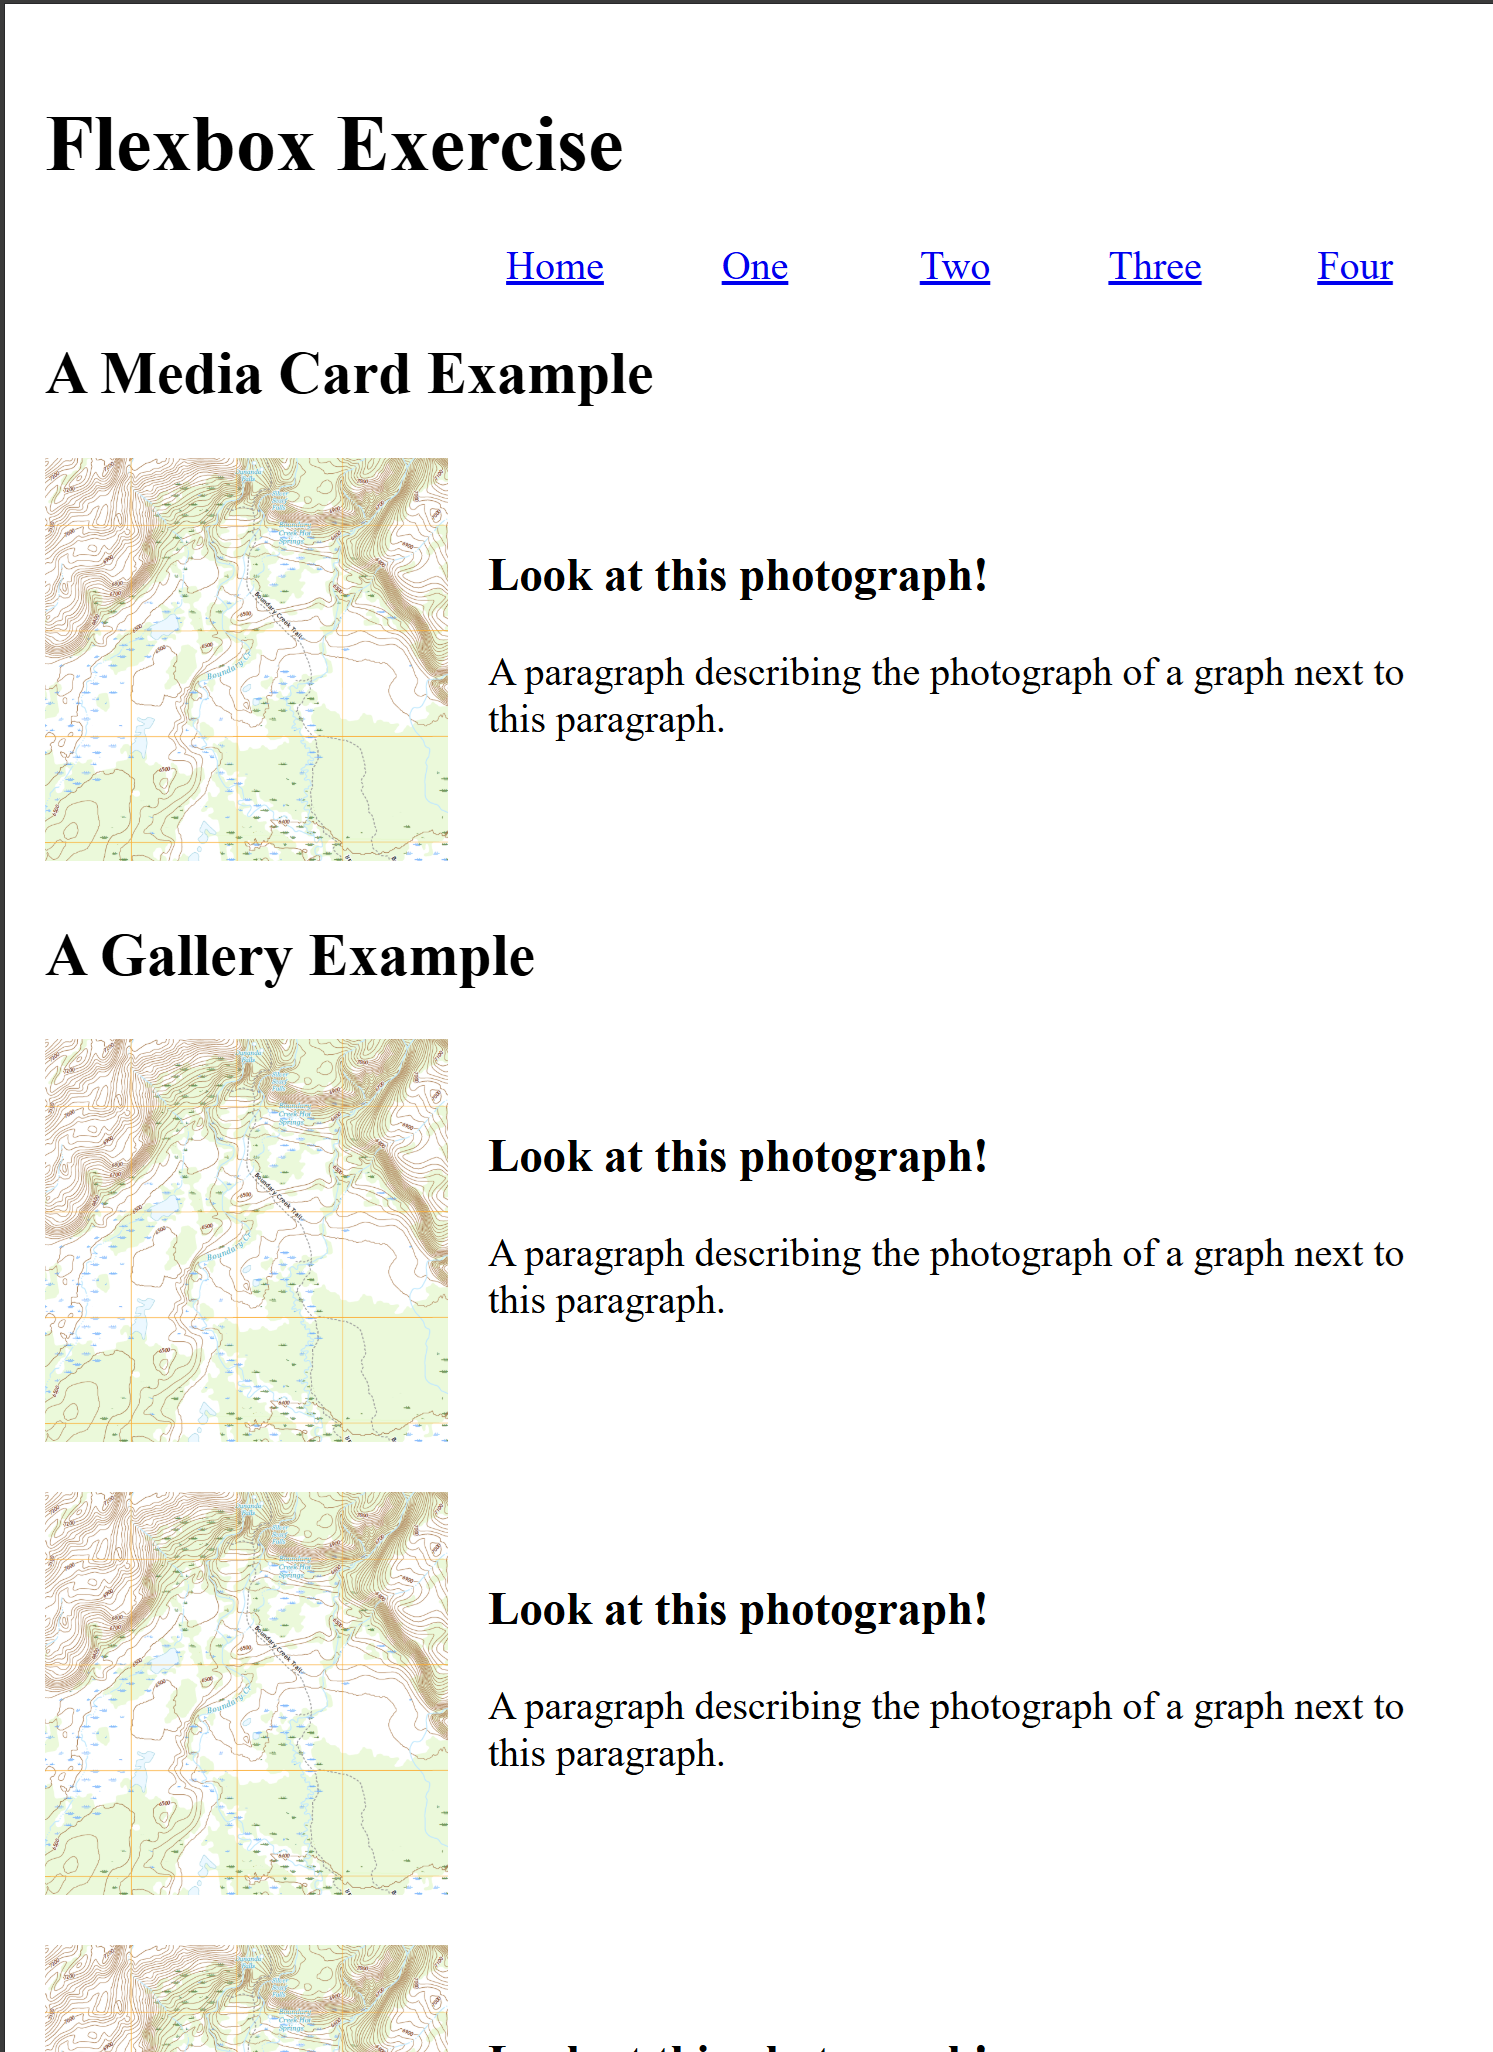 Flexbox Exercise
Home One Two Three Four
A Media Card Example
Look at this photograph!
A paragraph describing the photograph of a graph next to
this paragraph.
A Gallery Example
Look at this photograph!
A paragraph describing the photograph of a graph next to
this paragraph.
Look at this photograph!
A paragraph describing the photograph of a graph next to
this paragraph.